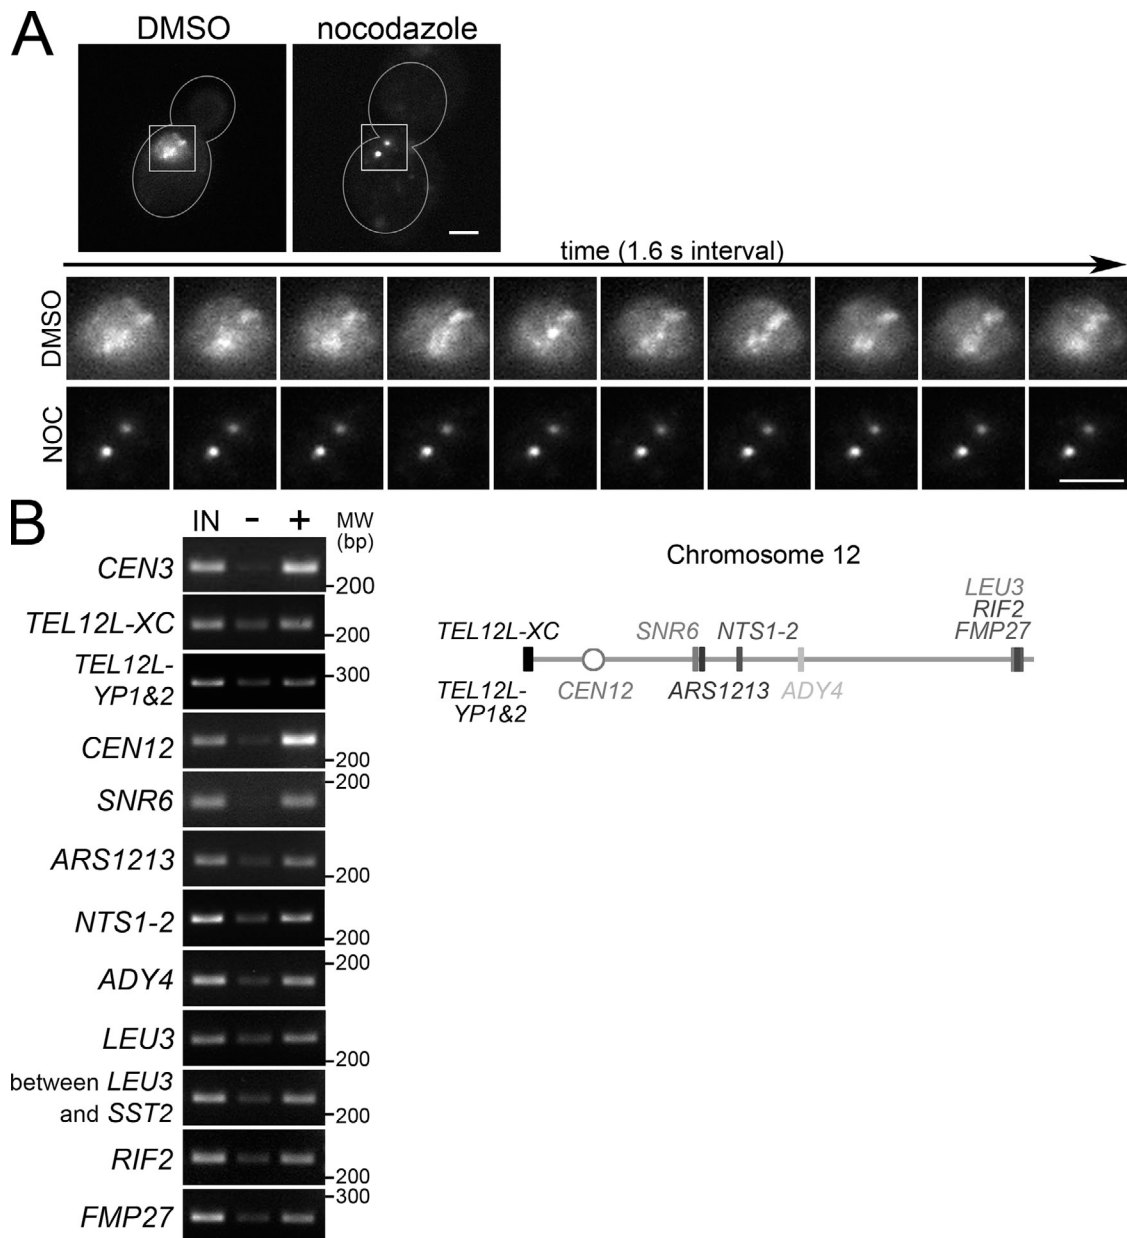 A
DMSO
nocodazole
time (1.6 s interval)
DMSO
NOC
B
IN - +
MW
(bp)
CEN3
200
TEL12L-XC
200
TEL12L-
YP1&2
300
CEN12
200
200
SNR6
ARS1213
200
NTS1-2
200
200
ADY4
LEU3
200
between LEU3
and SST2
200
RIF2
200
300
FMP27
Chromosome 12
LEU3
RIF2
TEL12L-XC
SNR6
NTS1-2
FMP27
TEL12L-
YP1&2
CEN12
ARS1213
ADY4